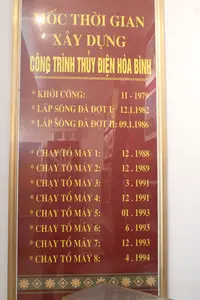 MỐC THỜI GIAN
XÂY DỰNG
CÔNG TRÌNH THỦY ĐIỆN HÒA BÌNH
* KHỞI CÔNG: 11 - 1979
* LẤP SÔNG ĐÀ ĐỢT I: 12.1.1982
* LẤP SÔNG ĐÀ ĐỢT II: 09.1.1986
* CHẠY TỔ MÁY 1: 12 . 1988
* CHẠY TỔ MÁY 2: 12 . 1989
* CHẠY TỔ MÁY 3: 3 . 1991
* CHẠY TỔ MÁY 4: 12 . 1991
* CHẠY TỔ MÁY 5: 01 . 1993
* CHẠY TỔ MÁY 6: 6 . 1993
* CHẠY TỔ MÁY 7: 12 . 1993
* CHẠY TỔ MÁY 8: 4 . 1994